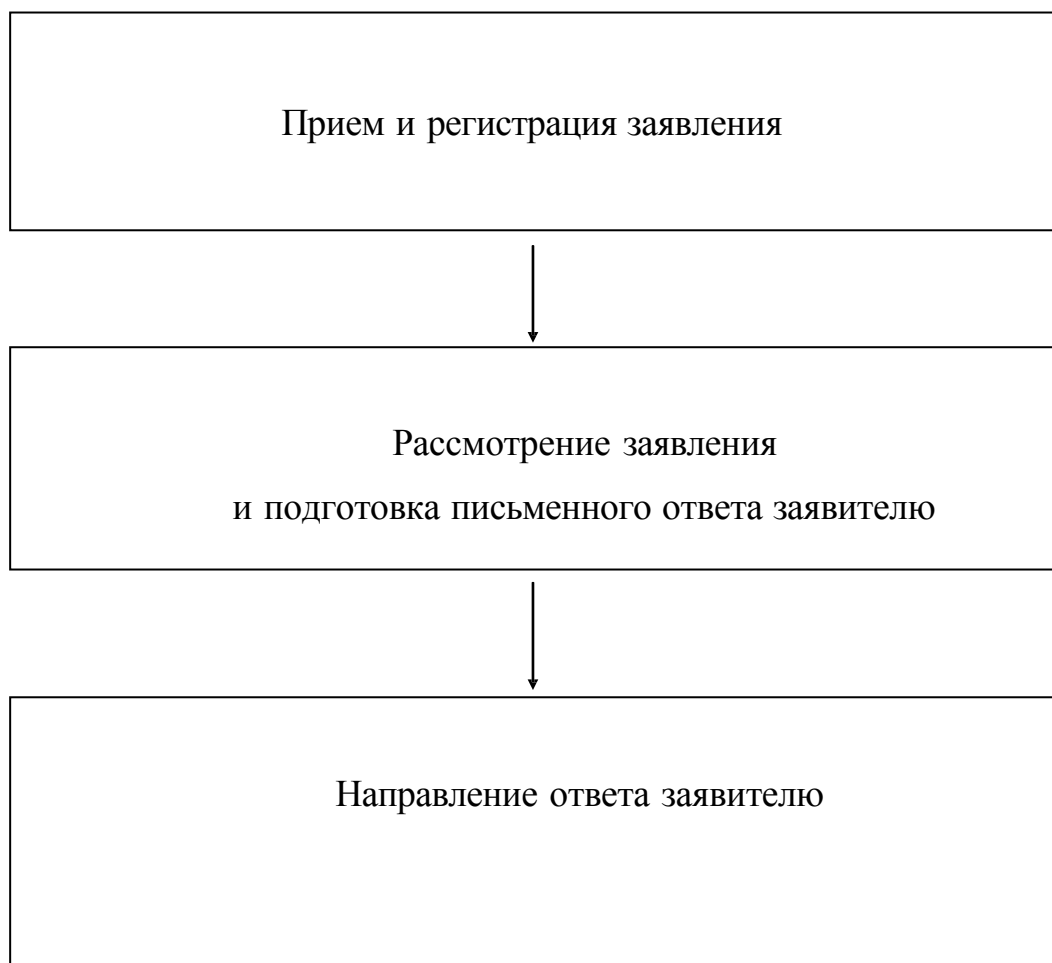 Прием и регистрация заявления
Рассмотрение заявления
и подготовка письменного ответа заявителю
Направление ответа заявителю